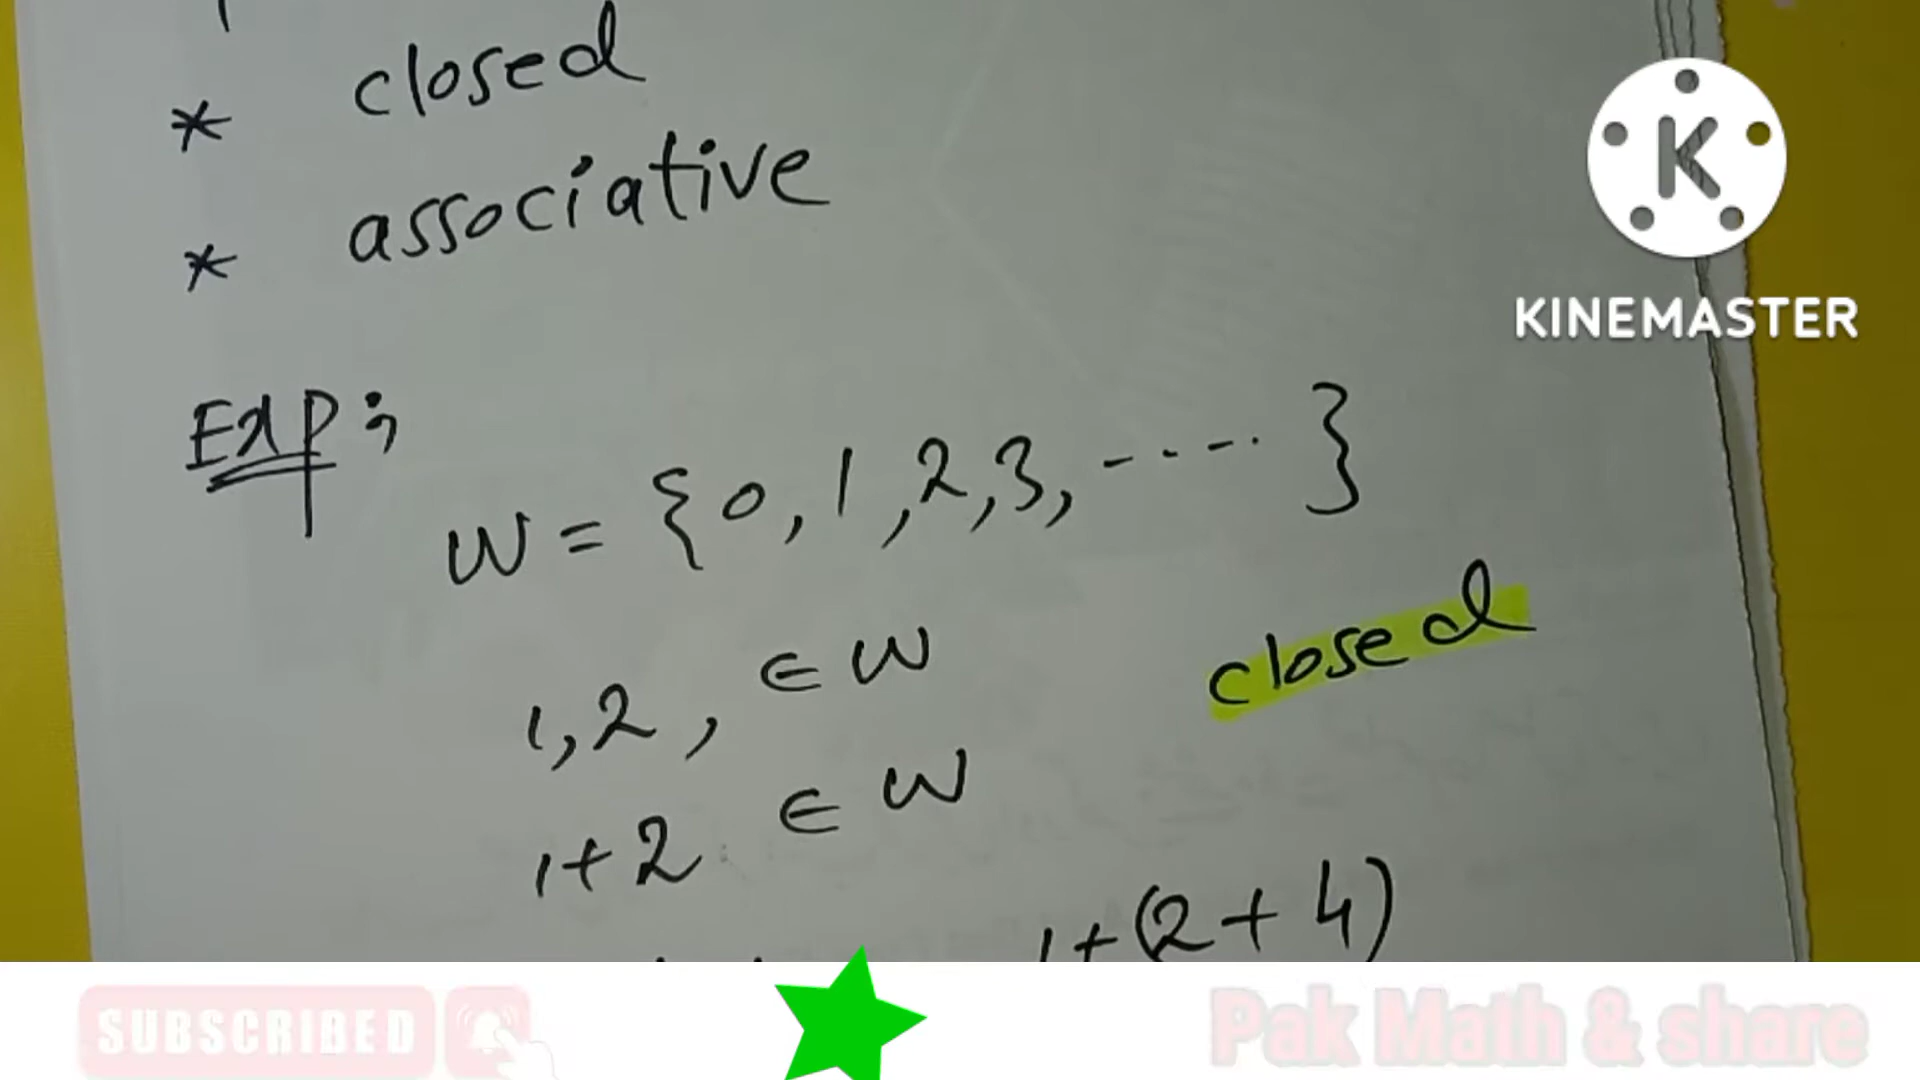 * closed
* associative
KINEMASTER
Exp;
W = {0, 1, 2, 3, -----}
1, 2, ∈ W
closed
1+2 ∈ W
1+(2+4)
SUBSCRIBED
Pak Math & share